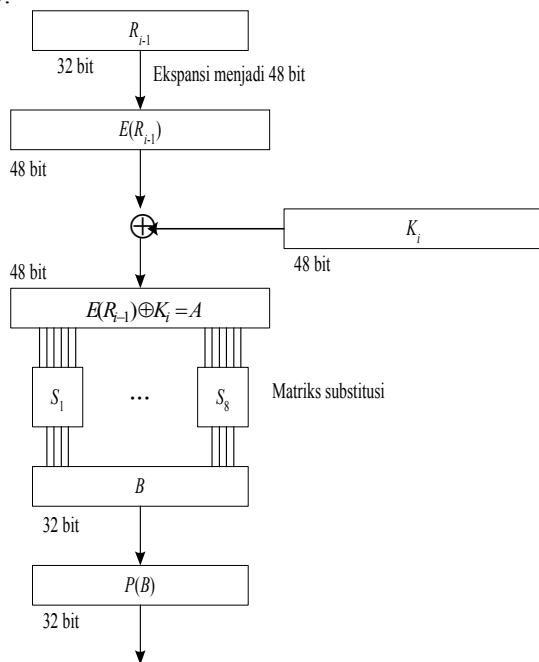 R_{i-1}
32 bit
Ekspansi menjadi 48 bit
E(R_{i-1})
48 bit
K_i
48 bit
48 bit
E(R_{i-1})⊕K_i=A
S_1 ... S_8
Matriks substitusi
B
32 bit
P(B)
32 bit